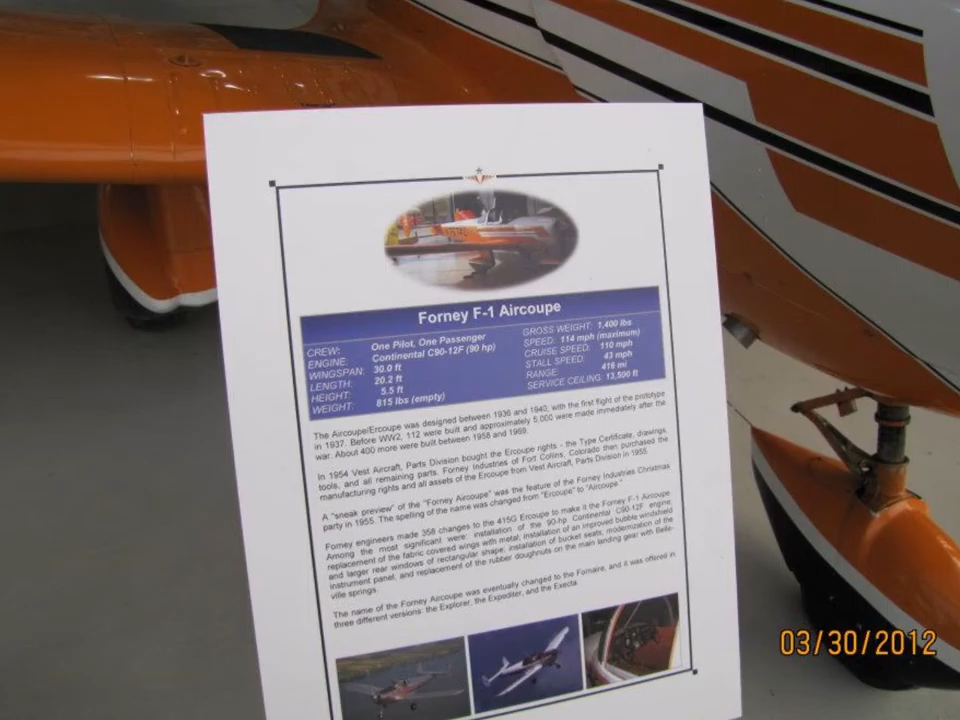 Forney F-1 Aircoupe
CREW: One Pilot, One Passenger
ENGINE: Continental C90-12F (90 hp)
WINGSPAN: 30.0 ft
LENGTH: 20.2 ft
HEIGHT: 5.5 ft
WEIGHT: 815 lbs (empty)
GROSS WEIGHT: 1,400 lbs
SPEED: 114 mph (maximum)
CRUISE SPEED: 110 mph
STALL SPEED: 43 mph
RANGE: 416 mi
SERVICE CEILING: 13,500 ft
The Aircoupe/Ercoupe was designed between 1936 and 1940, with the first flight of the prototype
in 1937. Before WW2, 112 were built and approximately 5,000 were made immediately after the
war. About 400 more were built between 1958 and 1969.
In 1954 Vest Aircraft, Parts Division bought the Ercoupe rights - the Type Certificate, drawings,
tools, and all remaining parts. Forney Industries of Fort Collins, Colorado then purchased the
manufacturing rights and all assets of the Ercoupe from Vest Aircraft, Parts Division in 1955.
A "sneak preview" of the "Forney Aircoupe" was the feature of the Forney Industries Christmas
party in 1955. The spelling of the name was changed from "Ercoupe" to "Aircoupe."
Forney engineers made 358 changes to the 415G Ercoupe to make it the Forney F-1 Aircoupe.
Among the most significant were: installation of the 90-hp. Continental C90-12F engine,
replacement of the fabric covered wings with metal; installation of an improved bubble windshield
and larger rear windows of rectangular shape; installation of bucket seats; modernization of the
instrument panel, and replacement of the rubber doughnuts on the main landing gear with Belle-
ville springs.
The name of the Forney Aircoupe was eventually changed to the Fornaire, and it was offered in
three different versions: the Explorer, the Expediter, and the Execta.
03/30/2012